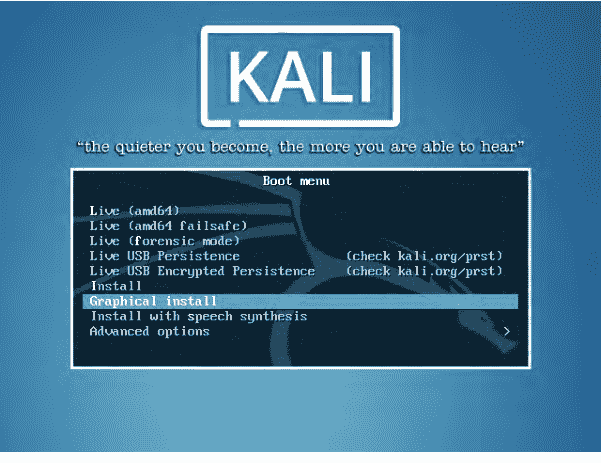 KALI
“the quieter you become, the more you are able to hear”
Boot menu
Live (amd64)
Live (amd64 failsafe)
Live (forensic mode)
Live USB Persistence (check kali.org/prst)
Live USB Encrypted Persistence (check kali.org/prst)
Install
Graphical install
Install with speech synthesis
Advanced options >